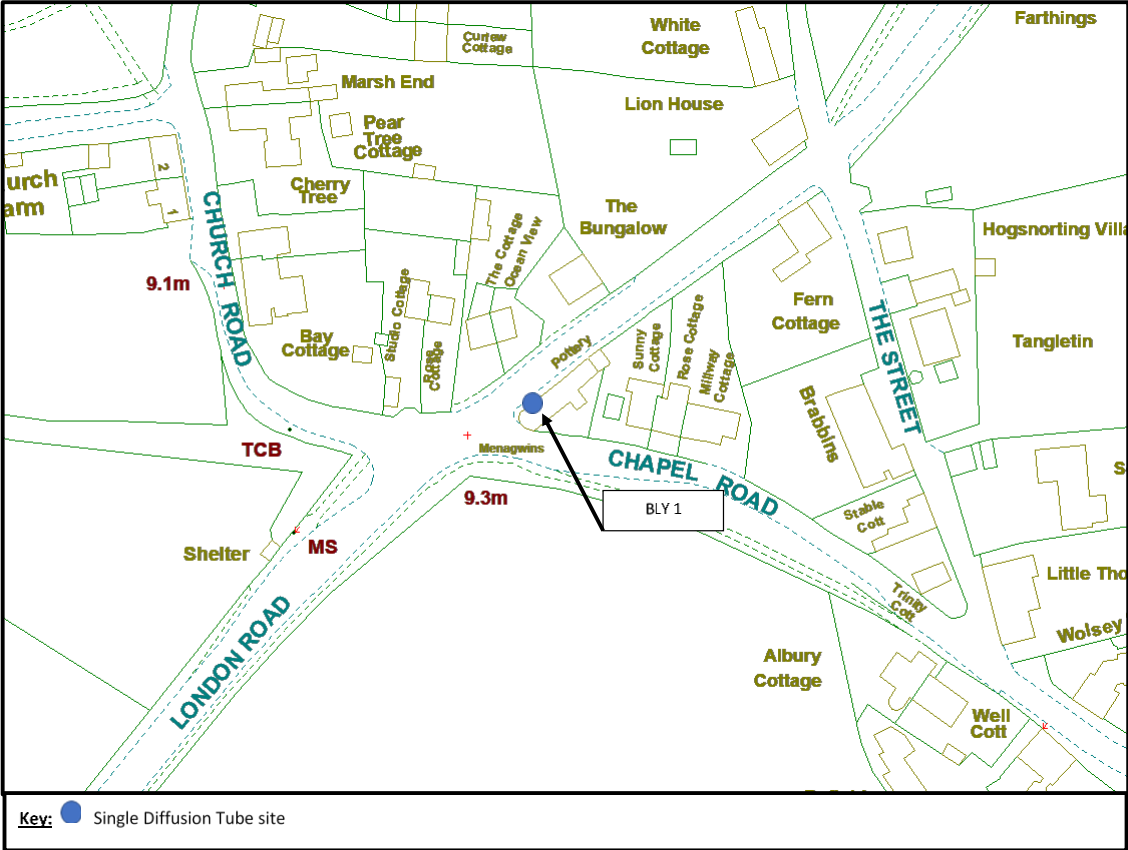 Farthings
White
Cottage
Curlew
Cottage
Marsh End
Lion House
Pear
Tree
Cottage
urch
arm
2
1
Cherry
Tree
CHURCH ROAD
The
Bungalow
The Cottage
Ocean View
Hogsnorting Villa
9.1m
Studio Cottage
Rose
Cottage
Bay
Cottage
Pottery
Sunny
Cottage
Rose Cottage
Millway
Cottage
Fern
Cottage
THE STREET
Tangletin
Brabbins
TCB
Menagwins
CHAPEL ROAD
9.3m
BLY 1
S
Stable
Cott
Shelter
MS
Trinity
Cott
Little Tho
Wolsey
LONDON ROAD
Albury
Cottage
Well
Cott
Key: Single Diffusion Tube site